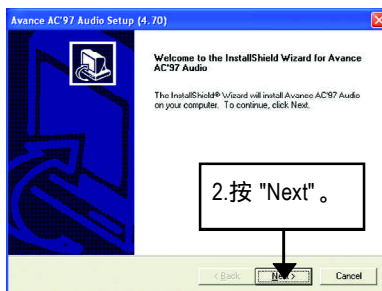 Avance AC'97 Audio Setup (4.70)
Welcome to the InstallShield Wizard for Avance
AC'97 Audio
The InstallShield® Wizard will install Avance AC'97 Audio
on your computer. To continue, click Next.
2.按 "Next" 。
< Back
Next >
Cancel